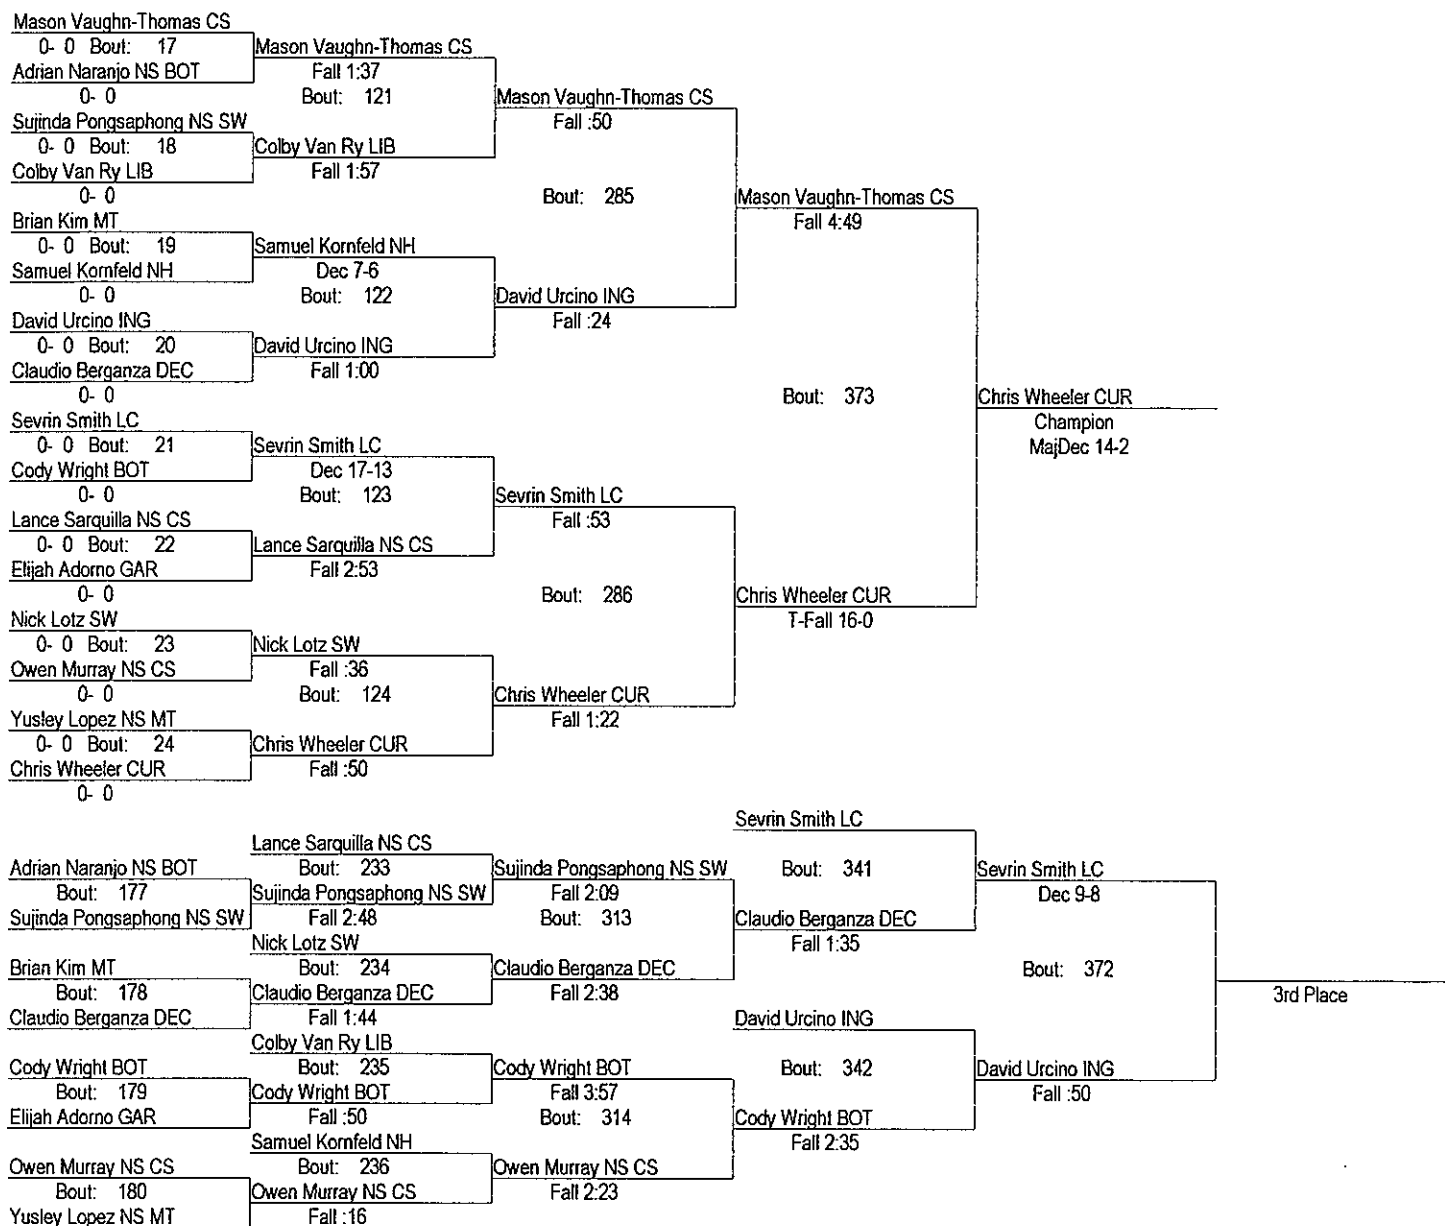 Mason Vaughn-Thomas CS
0- 0 Bout: 17
Mason Vaughn-Thomas CS
Adrian Naranjo NS BOT
Fall 1:37
0- 0
Bout: 121
Mason Vaughn-Thomas CS
Sujinda Pongsaphong NS SW
Fall :50
0- 0 Bout: 18
Colby Van Ry LIB
Colby Van Ry LIB
Fall 1:57
0- 0
Bout: 285
Mason Vaughn-Thomas CS
Brian Kim MT
Fall 4:49
0- 0 Bout: 19
Samuel Kornfeld NH
Samuel Kornfeld NH
Dec 7-6
0- 0
Bout: 122
David Urcino ING
David Urcino ING
Fall :24
0- 0 Bout: 20
David Urcino ING
Claudio Berganza DEC
Fall 1:00
0- 0
Bout: 373
Chris Wheeler CUR
Sevrin Smith LC
Champion
0- 0 Bout: 21
Sevrin Smith LC
MajDec 14-2
Cody Wright BOT
Dec 17-13
0- 0
Bout: 123
Sevrin Smith LC
Lance Sarquilla NS CS
Fall :53
0- 0 Bout: 22
Lance Sarquilla NS CS
Elijah Adorno GAR
Fall 2:53
0- 0
Bout: 286
Chris Wheeler CUR
Nick Lotz SW
T-Fall 16-0
0- 0 Bout: 23
Nick Lotz SW
Owen Murray NS CS
Fall :36
0- 0
Bout: 124
Chris Wheeler CUR
Yusley Lopez NS MT
Fall 1:22
0- 0 Bout: 24
Chris Wheeler CUR
Chris Wheeler CUR
Fall :50
0- 0
Sevrin Smith LC
Lance Sarquilla NS CS
Adrian Naranjo NS BOT
Bout: 233
Sujinda Pongsaphong NS SW
Bout: 341
Sevrin Smith LC
Bout: 177
Sujinda Pongsaphong NS SW
Fall 2:09
Dec 9-8
Sujinda Pongsaphong NS SW
Fall 2:48
Bout: 313
Claudio Berganza DEC
Nick Lotz SW
Fall 1:35
Brian Kim MT
Bout: 234
Claudio Berganza DEC
Bout: 372
Bout: 178
Claudio Berganza DEC
Fall 2:38
3rd Place
Claudio Berganza DEC
Fall 1:44
David Urcino ING
Colby Van Ry LIB
Cody Wright BOT
Bout: 235
Cody Wright BOT
Bout: 342
David Urcino ING
Bout: 179
Cody Wright BOT
Fall 3:57
Fall :50
Elijah Adorno GAR
Fall :50
Bout: 314
Cody Wright BOT
Samuel Kornfeld NH
Fall 2:35
Owen Murray NS CS
Bout: 236
Owen Murray NS CS
Bout: 180
Owen Murray NS CS
Fall 2:23
Yusley Lopez NS MT
Fall :16